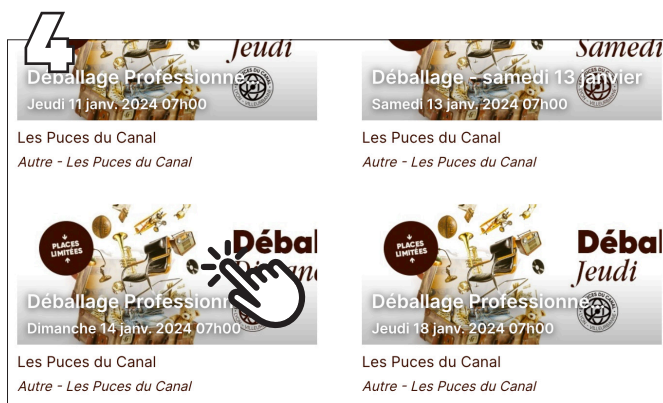 4
Jeudi
Déballage Professionne
Jeudi 11 janv. 2024 07h00
Les Puces du Canal
Autre - Les Puces du Canal
Samedi
Déballage - samedi 13 janvier
Samedi 13 janv. 2024 07h00
Les Puces du Canal
Autre - Les Puces du Canal
PLACES
LIMITÉES
Débal
Déballage Profession
Dimanche 14 janv. 2024 07h00
Les Puces du Canal
Autre - Les Puces du Canal
PLACES
LIMITÉES
Débal
Jeudi
Déballage Professionne
Jeudi 18 janv. 2024 07h00
Les Puces du Canal
Autre - Les Puces du Canal